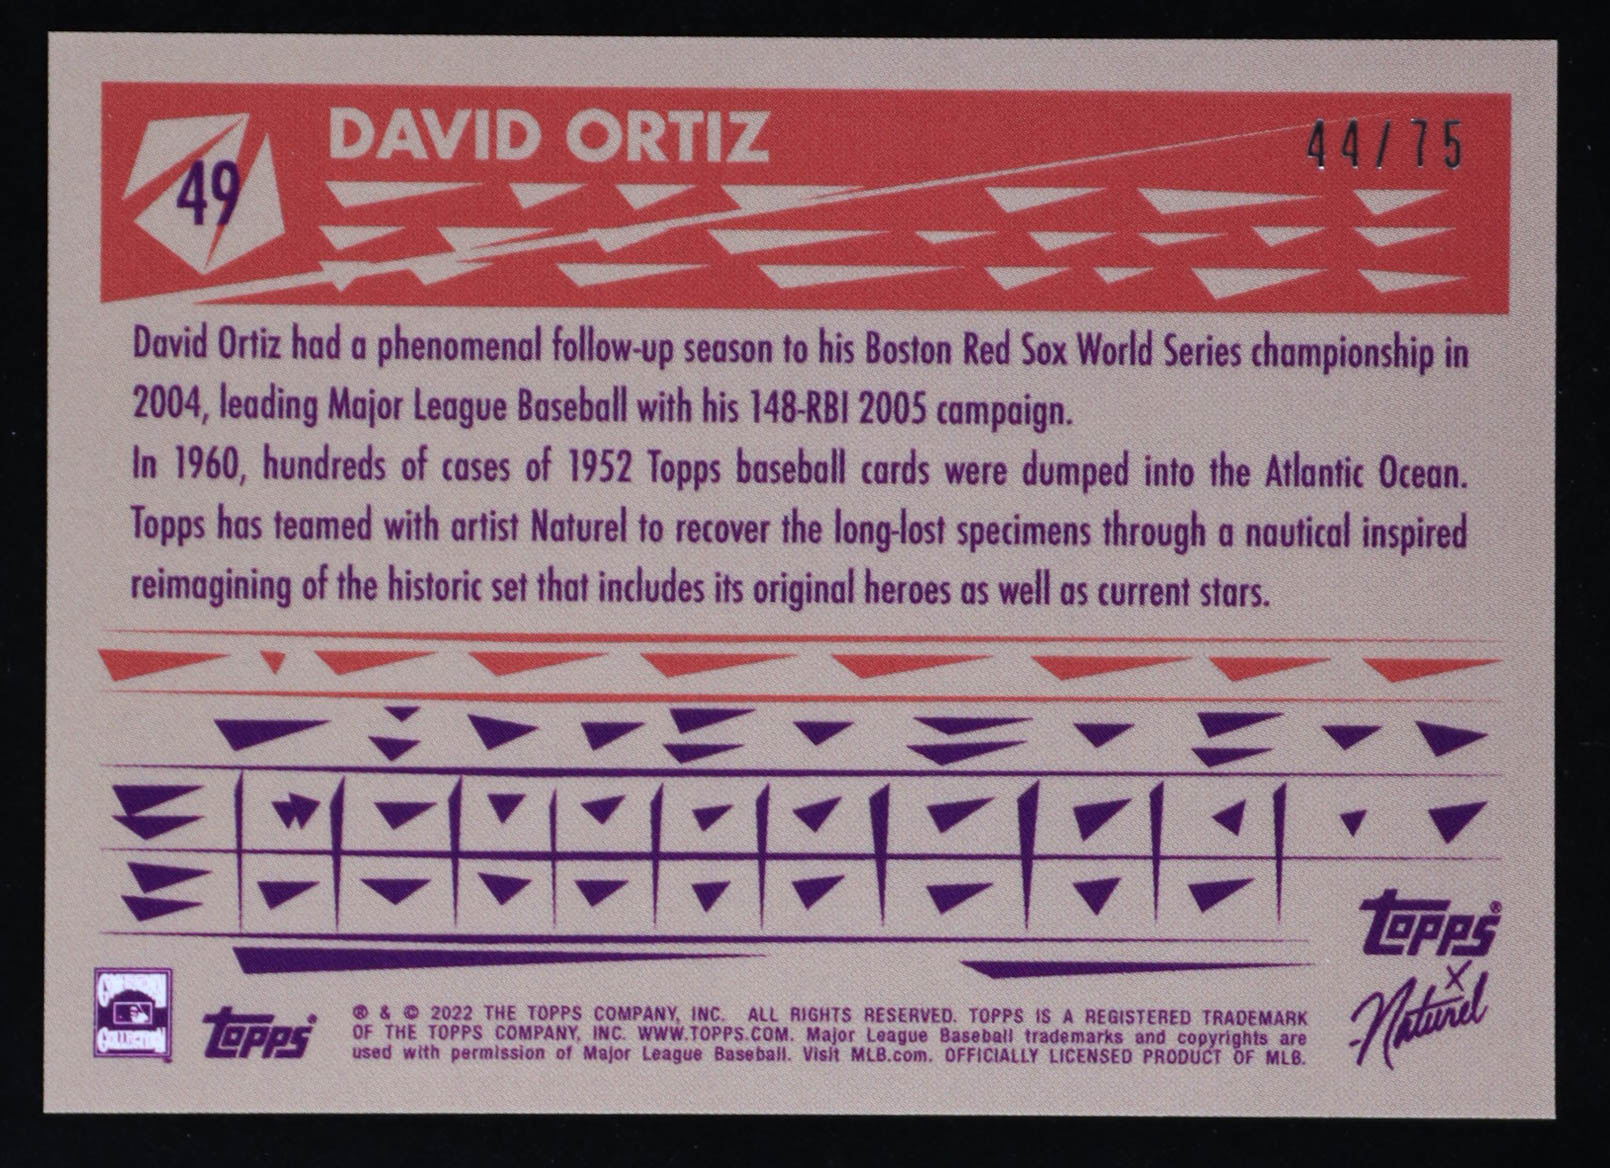 49
DAVID ORTIZ
44/75
David Ortiz had a phenomenal follow-up season to his Boston Red Sox World Series championship in
2004, leading Major League Baseball with his 148-RBI 2005 campaign.
In 1960, hundreds of cases of 1952 Topps baseball cards were dumped into the Atlantic Ocean.
Topps has teamed with artist Naturel to recover the long-lost specimens through a nautical inspired
reimagining of the historic set that includes its original heroes as well as current stars.
topps®
X
Naturel
COLLECTION
topps®
® & © 2022 THE TOPPS COMPANY, INC. ALL RIGHTS RESERVED. TOPPS IS A REGISTERED TRADEMARK
OF THE TOPPS COMPANY, INC. WWW.TOPPS.COM. Major League Baseball trademarks and copyrights are
used with permission of Major League Baseball. Visit MLB.com. OFFICIALLY LICENSED PRODUCT OF MLB.